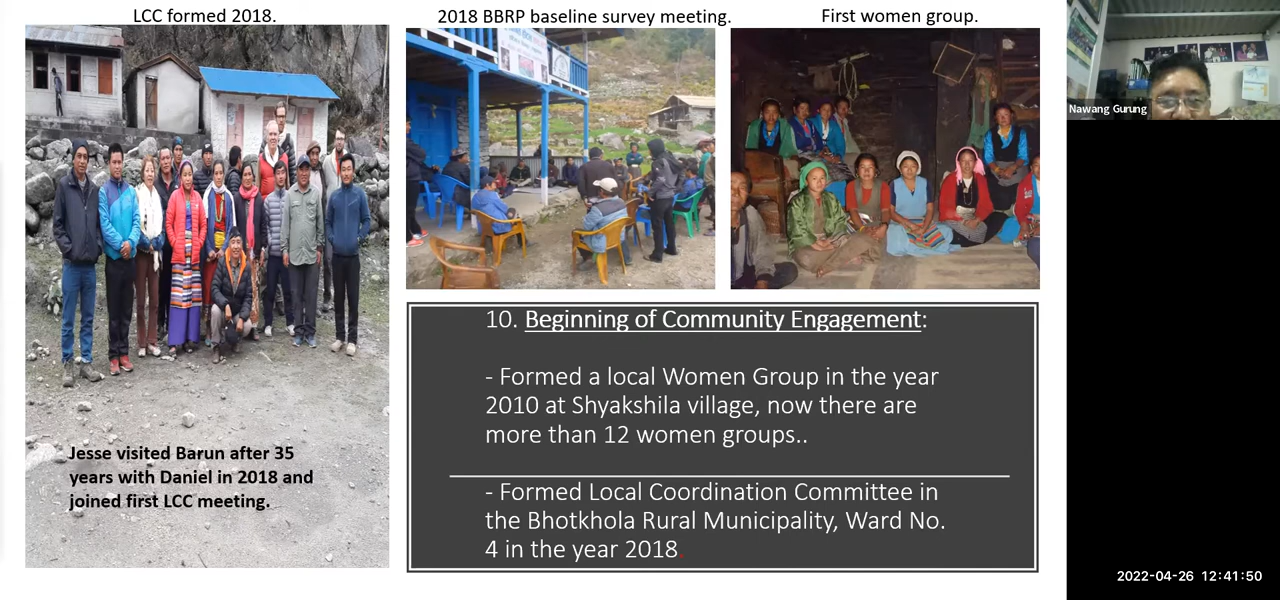 LCC formed 2018.
2018 BBRP baseline survey meeting.
First women group.
Nawang Gurung
Jesse visited Barun after 35
years with Daniel in 2018 and
joined first LCC meeting.
10. Beginning of Community Engagement:
- Formed a local Women Group in the year
2010 at Shyakshila village, now there are
more than 12 women groups..
- Formed Local Coordination Committee in
the Bhotkhola Rural Municipality, Ward No.
4 in the year 2018.
2022-04-26 12:41:50